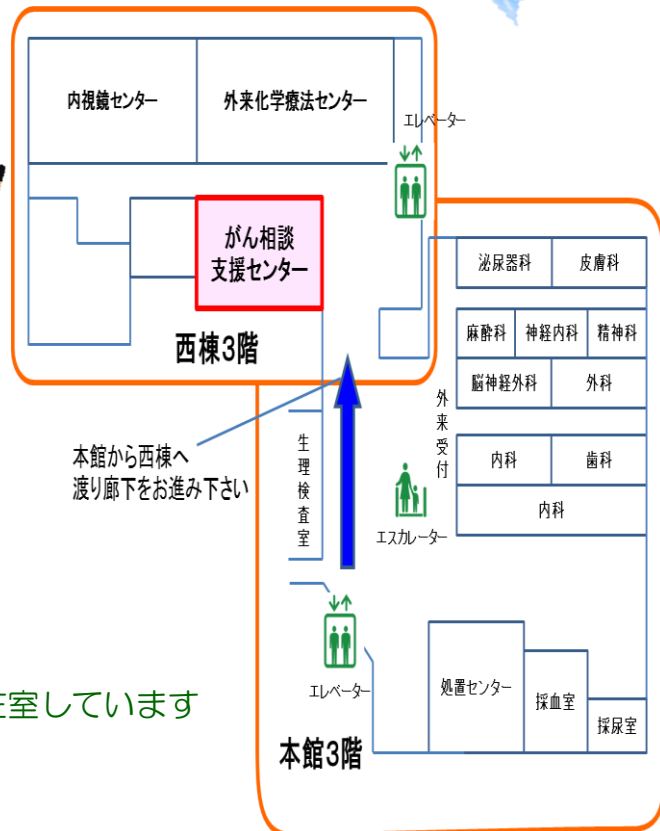 内視鏡センター
外来化学療法センター
エレベーター
がん相談
支援センター
西棟3階
泌尿器科
皮膚科
麻酔科
神経内科
精神科
脳神経外科
外科
外来受付
内科
歯科
内科
本館から西棟へ
渡り廊下をお進み下さい
生理検査室
エスカレーター
エレベーター
処置センター
採血室
採尿室
室しています
本館3階